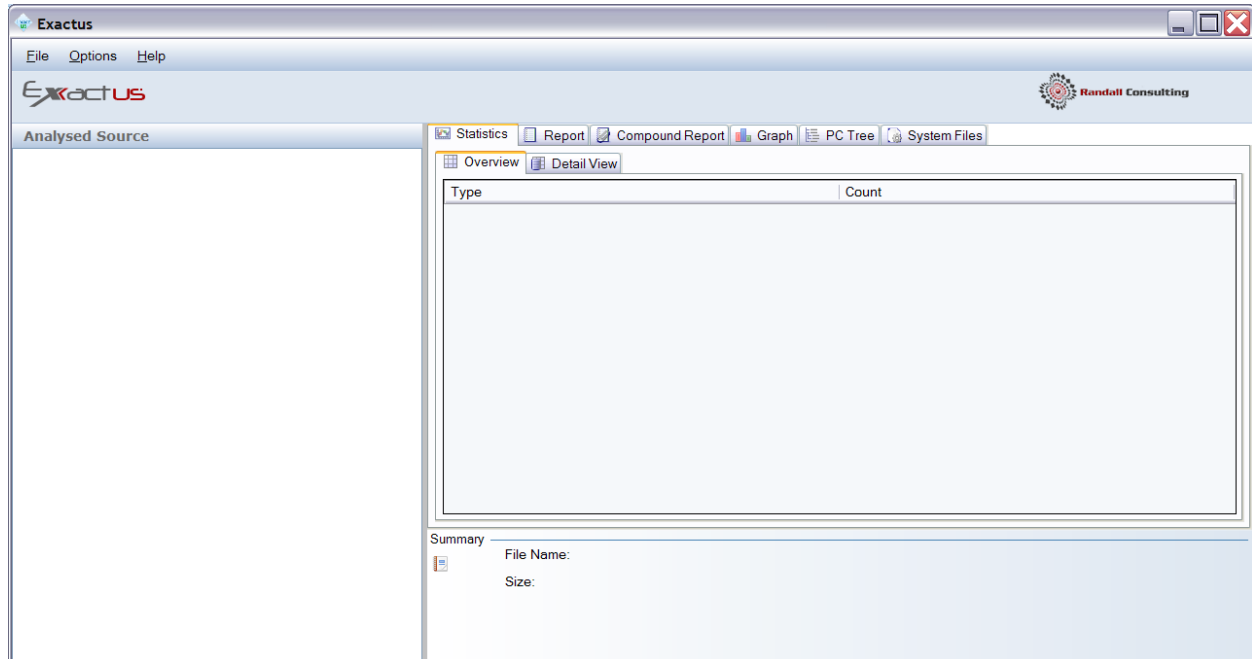 Exactus
File Options Help
Exxactus
Randall Consulting
Analysed Source
Statistics Report Compound Report Graph PC Tree System Files
Overview Detail View
Type Count
Summary
File Name:
Size: